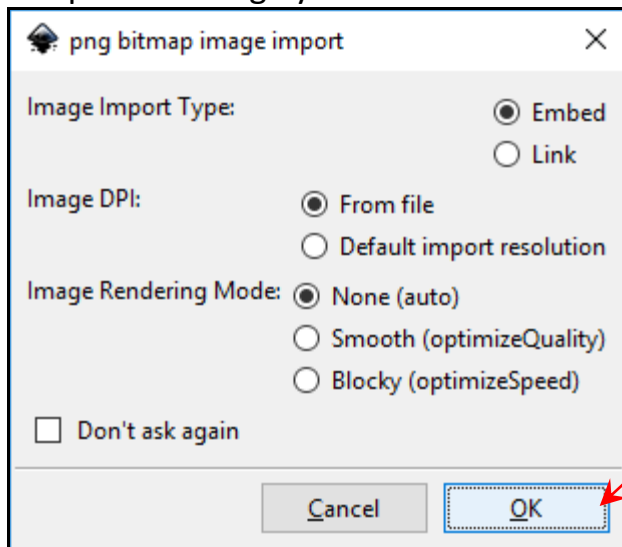 png bitmap image import
Image Import Type:
Embed
Link
Image DPI:
From file
Default import resolution
Image Rendering Mode:
None (auto)
Smooth (optimizeQuality)
Blocky (optimizeSpeed)
Don't ask again
Cancel
OK